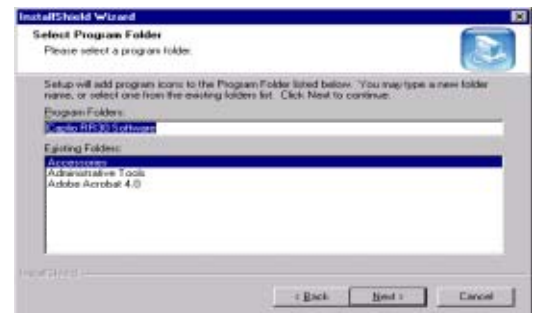 InstallShield Wizard
Select Program Folder
Please select a program folder.
Setup will add program icons to the Program Folder listed below. You may type a new folder
name, or select one from the existing folders list. Click Next to continue.
Program Folders:
Caplio RR30 Software
Existing Folders:
Accessories
Administrative Tools
Adobe Acrobat 4.0
InstallShield
< Back
Next >
Cancel